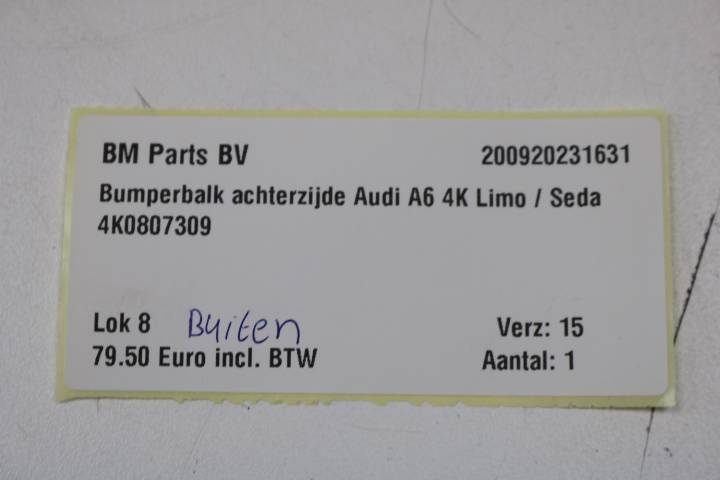 BM Parts BV 200920231631
Bumperbalk achterzijde Audi A6 4K Limo / Seda
4K0807309
Lok 8 Buiten Verz: 15
79.50 Euro incl. BTW Aantal: 1